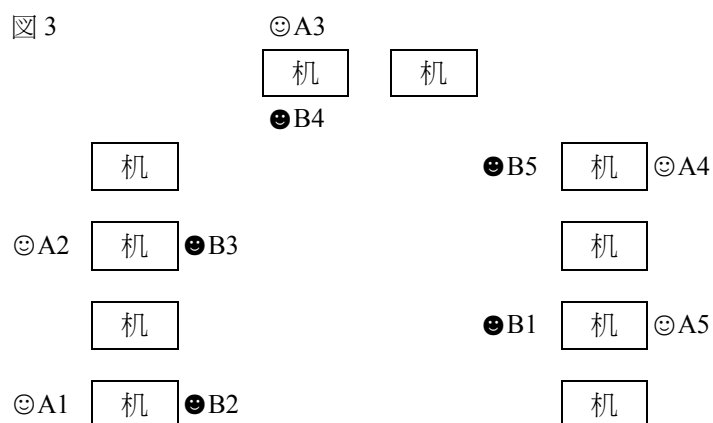 図 3 ☺A3
机 机
☻B4
机 ☻B5 机 ☺A4
☺A2 机 ☻B3 机
机 ☻B1 机 ☺A5
☺A1 机 ☻B2 机